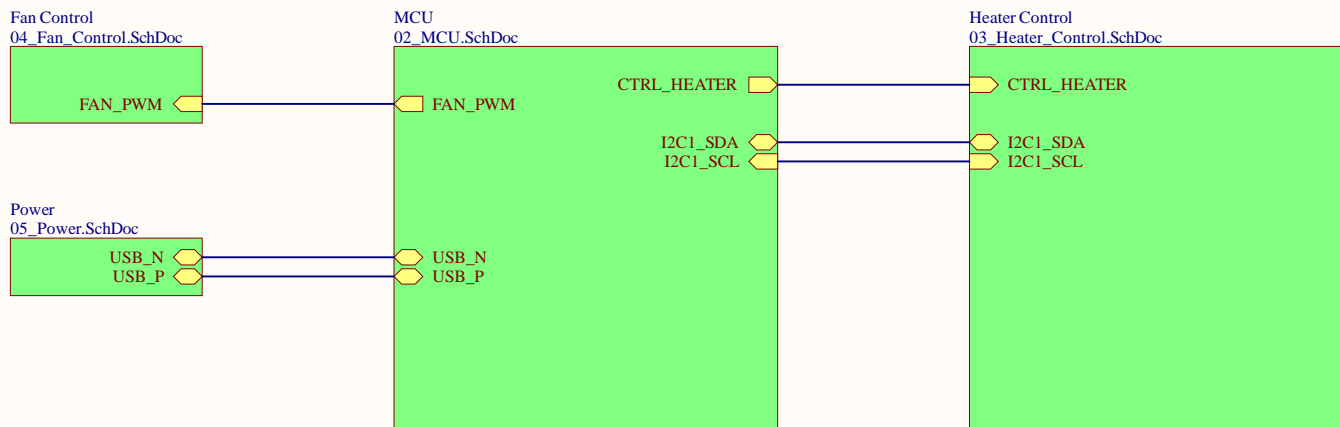 Fan Control
04_Fan_Control.SchDoc
FAN_PWM
MCU
02_MCU.SchDoc
CTRL_HEATER
FAN_PWM
I2C1_SDA
I2C1_SCL
USB_N
USB_P
Heater Control
03_Heater_Control.SchDoc
CTRL_HEATER
I2C1_SDA
I2C1_SCL
Power
05_Power.SchDoc
USB_N
USB_P